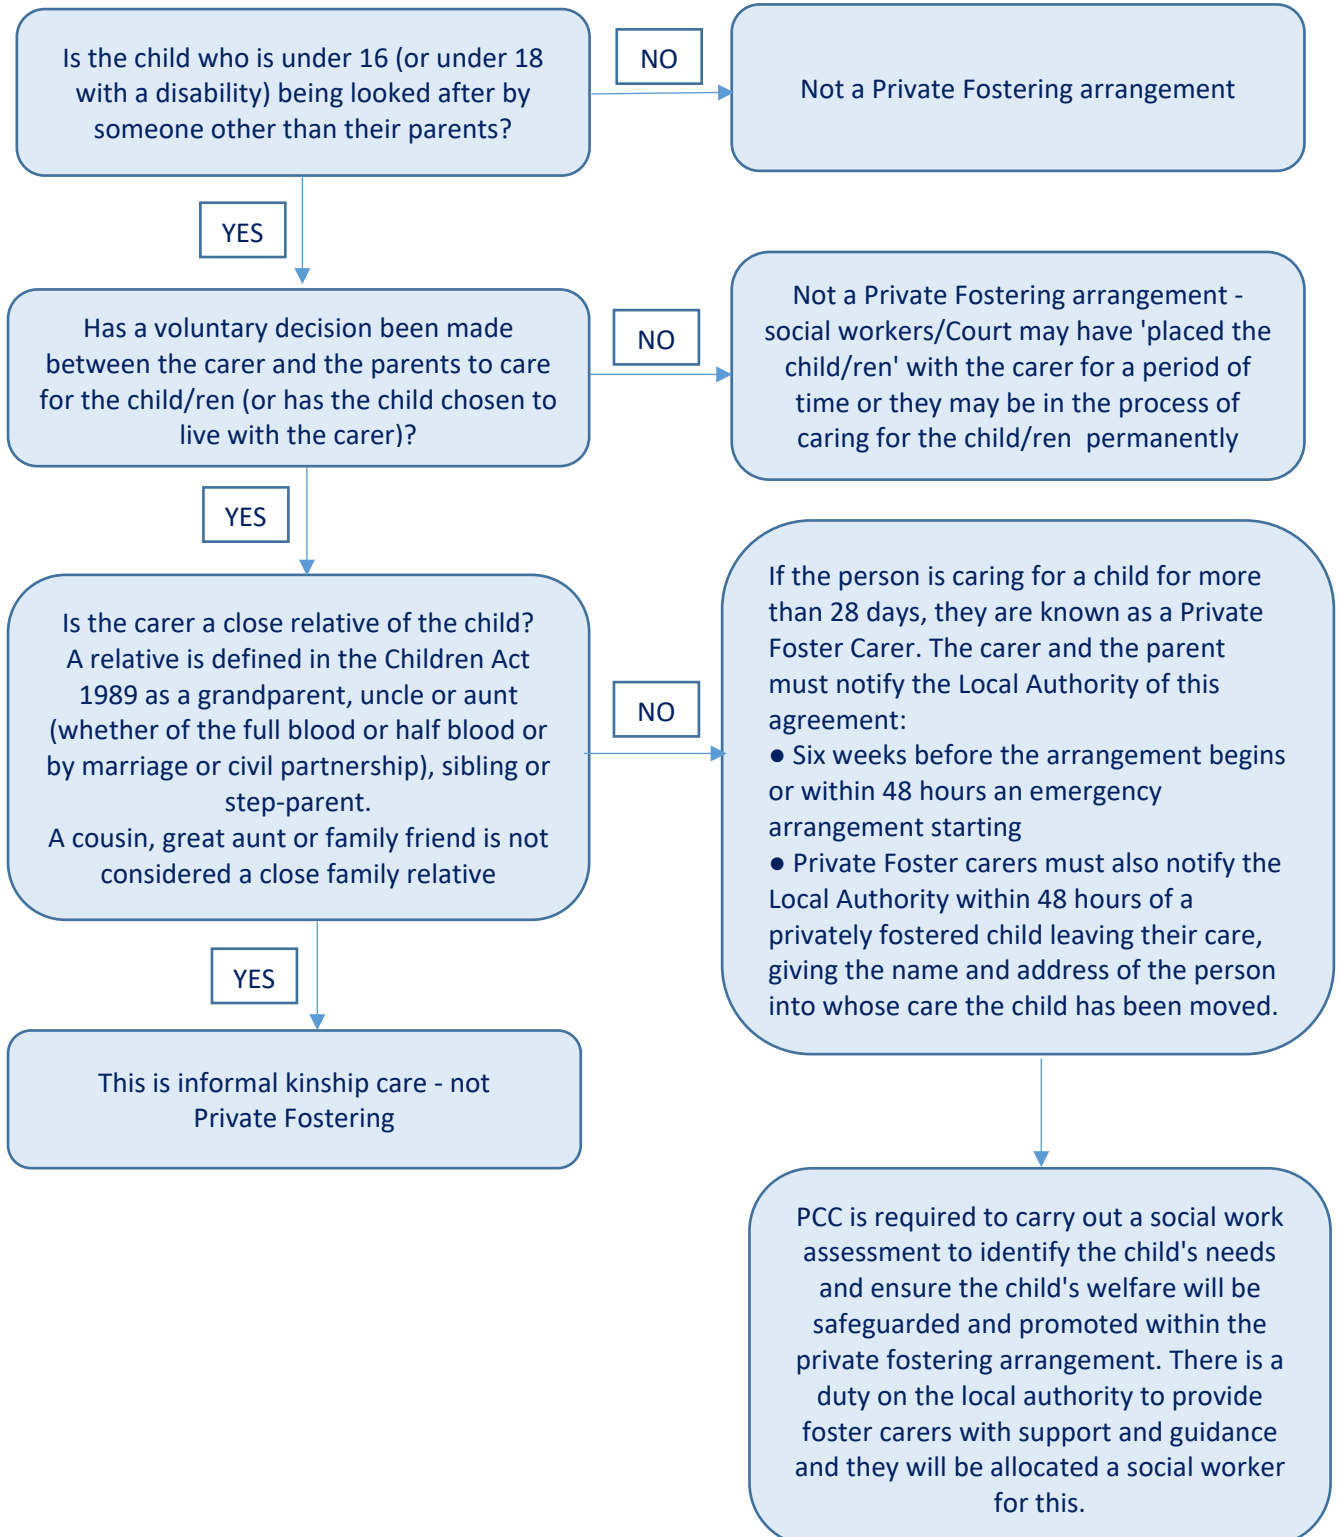 Is the child who is under 16 (or under 18
with a disability) being looked after by
someone other than their parents?
NO
Not a Private Fostering arrangement
YES
Has a voluntary decision been made
between the carer and the parents to care
for the child/ren (or has the child chosen to
live with the carer)?
NO
Not a Private Fostering arrangement -
social workers/Court may have 'placed the
child/ren' with the carer for a period of
time or they may be in the process of
caring for the child/ren permanently
YES
Is the carer a close relative of the child?
A relative is defined in the Children Act
1989 as a grandparent, uncle or aunt
(whether of the full blood or half blood or
by marriage or civil partnership), sibling or
step-parent.
A cousin, great aunt or family friend is not
considered a close family relative
NO
If the person is caring for a child for more
than 28 days, they are known as a Private
Foster Carer. The carer and the parent
must notify the Local Authority of this
agreement:
● Six weeks before the arrangement begins
or within 48 hours an emergency
arrangement starting
● Private Foster carers must also notify the
Local Authority within 48 hours of a
privately fostered child leaving their care,
giving the name and address of the person
into whose care the child has been moved.
YES
This is informal kinship care - not
Private Fostering
PCC is required to carry out a social work
assessment to identify the child's needs
and ensure the child's welfare will be
safeguarded and promoted within the
private fostering arrangement. There is a
duty on the local authority to provide
foster carers with support and guidance
and they will be allocated a social worker
for this.